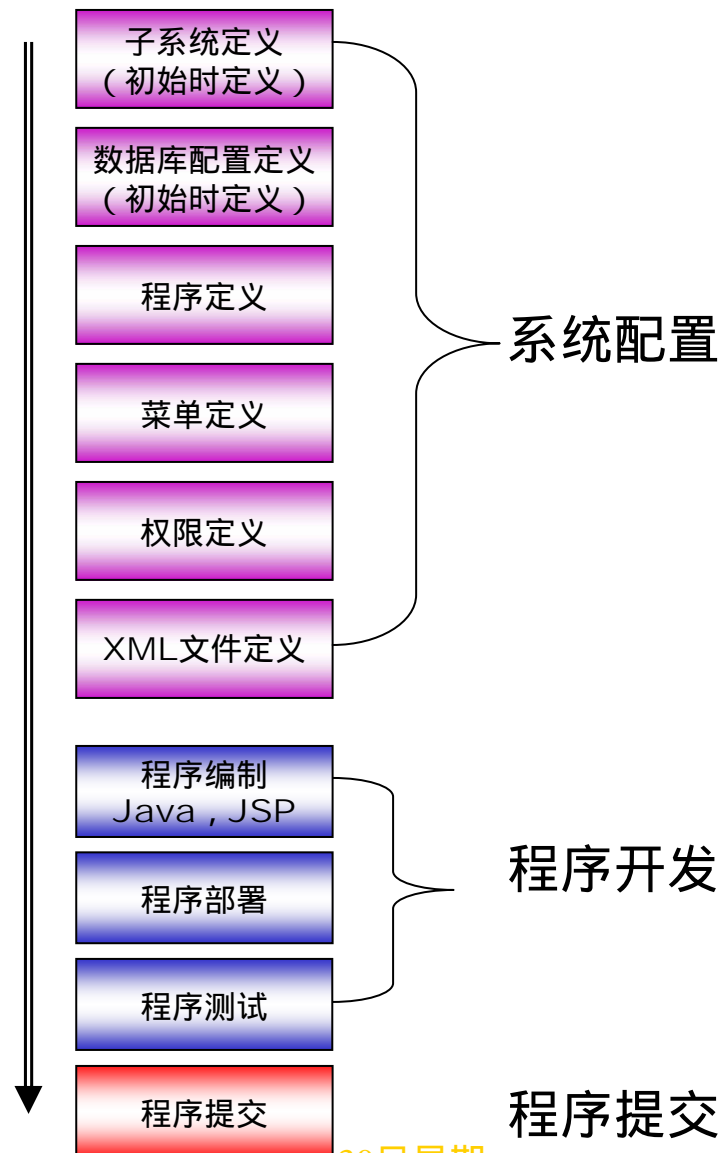 子系统定义
（初始时定义）
数据库配置定义
（初始时定义）
程序定义
系统配置
菜单定义
权限定义
XML文件定义
程序编制
Java , JSP
程序开发
程序部署
程序测试
程序提交
程序提交